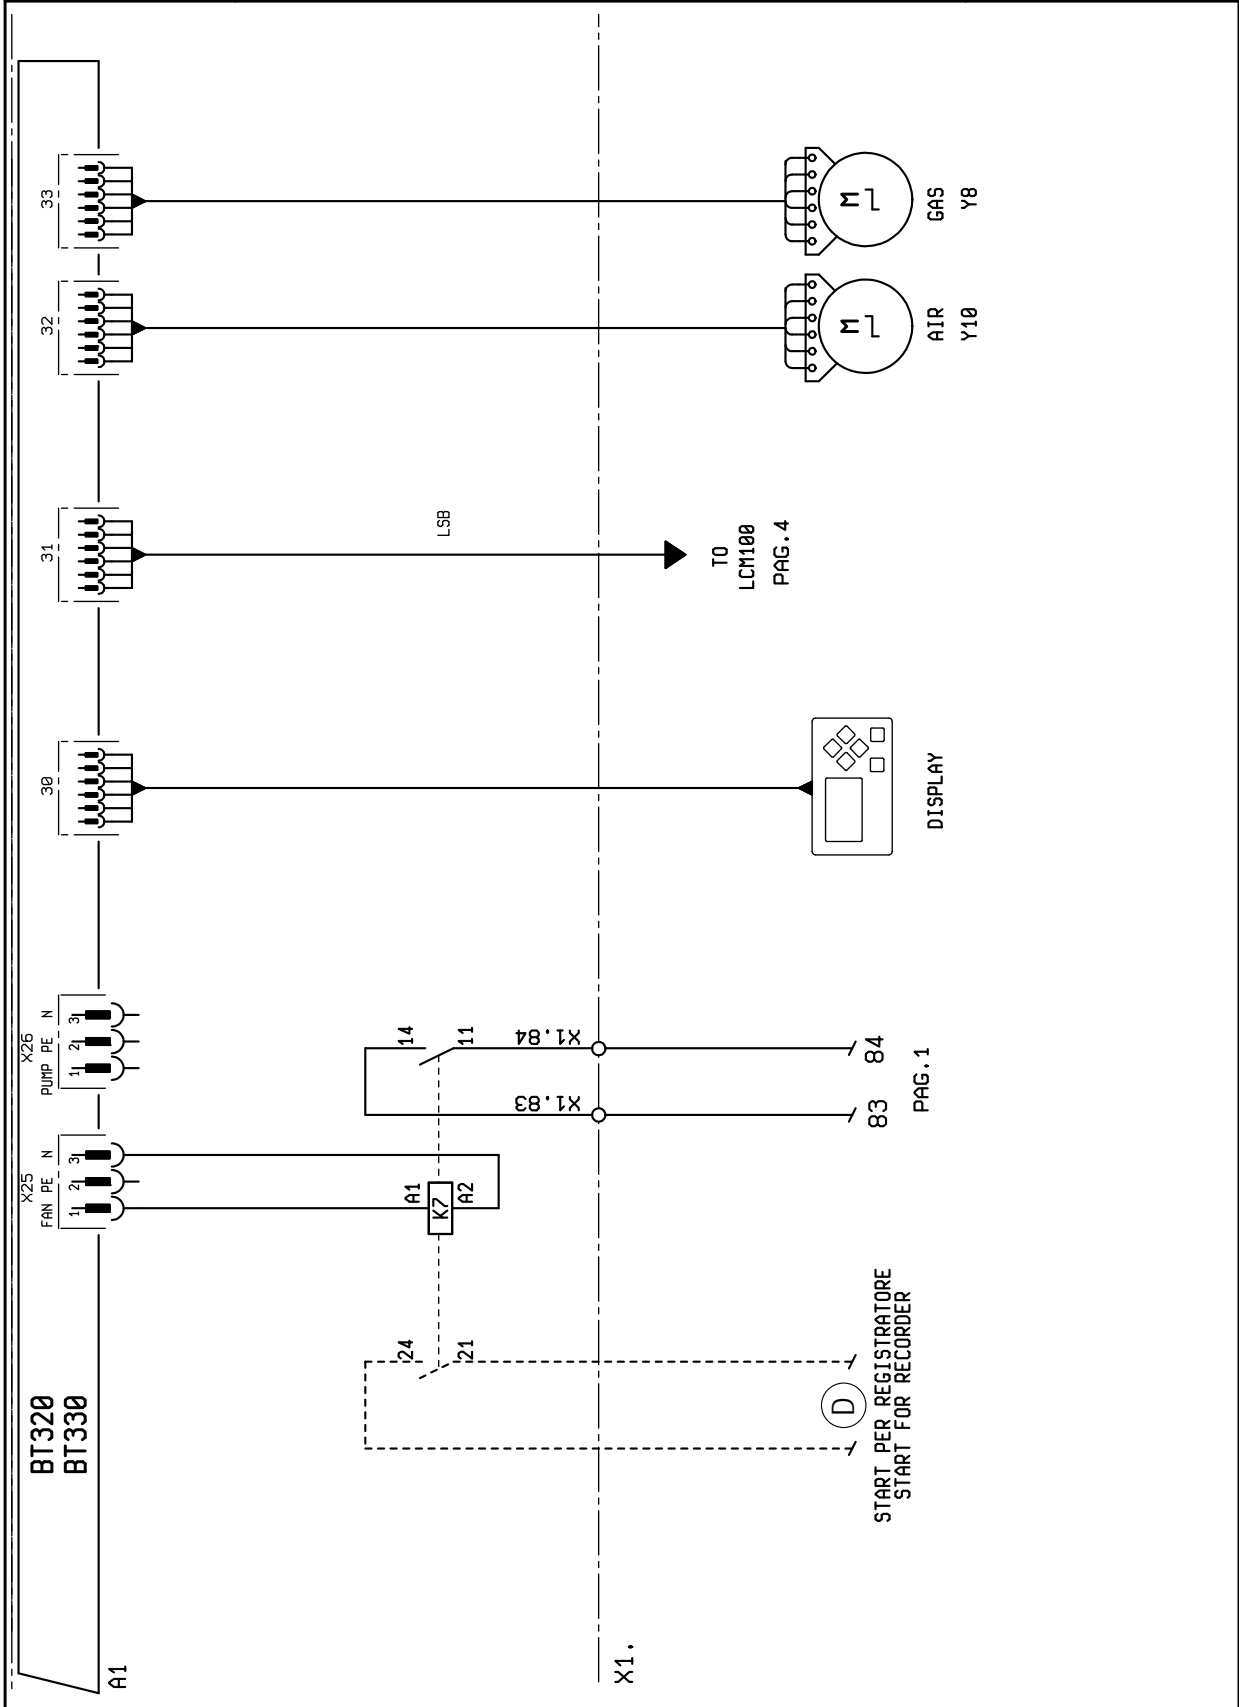 BT320
BT330
A1
X25
FAN PE N
1 2 3
X26
PUMP PE N
1 2 3
30
31
32
33
24
21
A1
K7
A2
14
11
X1.83
X1.84
LSB
X1.
D
START PER REGISTRATORE
START FOR RECORDER
83
84
PAG.1
DISPLAY
TO
LCM100
PAG.4
M
AIR
Y10
M
GAS
Y8